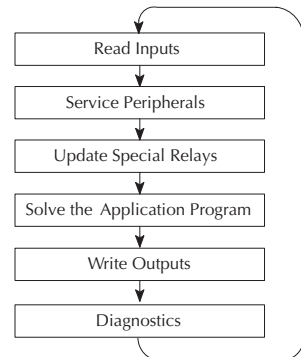 Read Inputs
Service Peripherals
Update Special Relays
Solve the Application Program
Write Outputs
Diagnostics